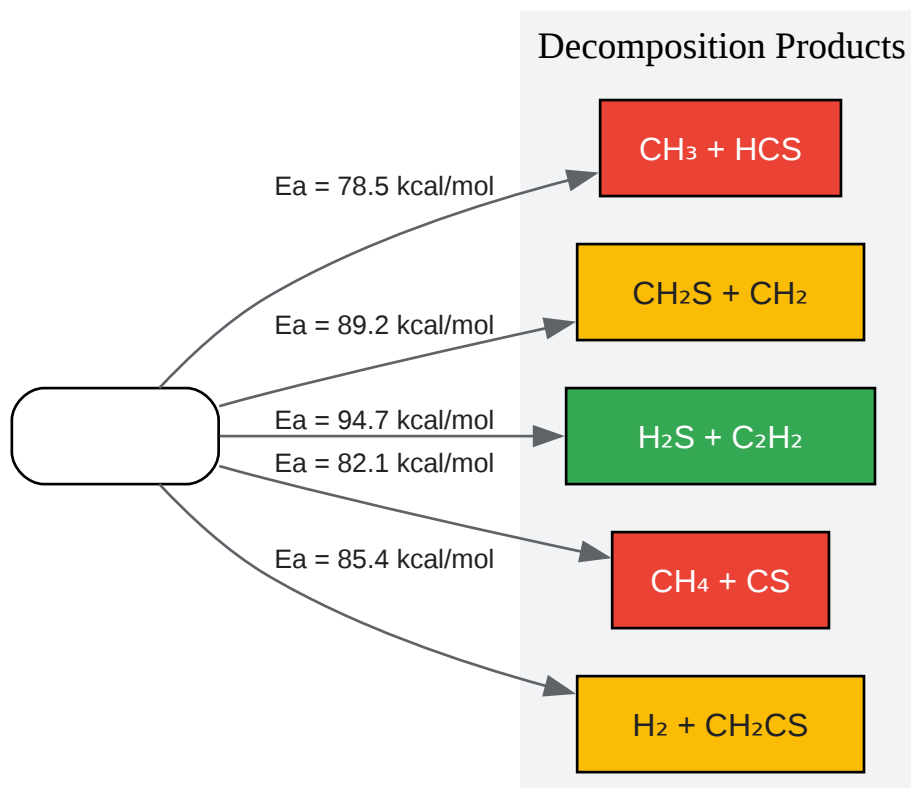 Decomposition Products
CH₃ + HCS
Ea = 78.5 kcal/mol
CH₂S + CH₂
Ea = 89.2 kcal/mol
Ea = 94.7 kcal/mol
H₂S + C₂H₂
Ea = 82.1 kcal/mol
Ea = 85.4 kcal/mol
CH₄ + CS
H₂ + CH₂CS